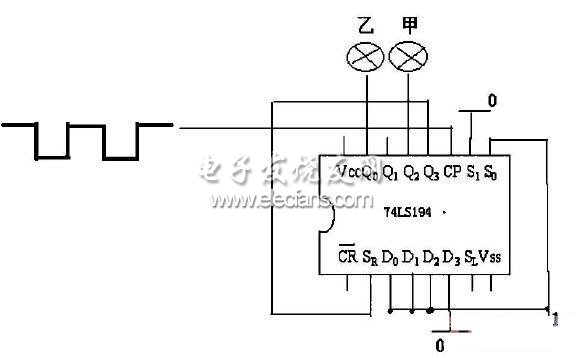 乙 甲
0
Vcc Q0 Q1 Q2 Q3 CP S1 S0
电子发烧友网
www.elecfans.com
74LS194
CR SR D0 D1 D2 D3 SL Vss
1
0